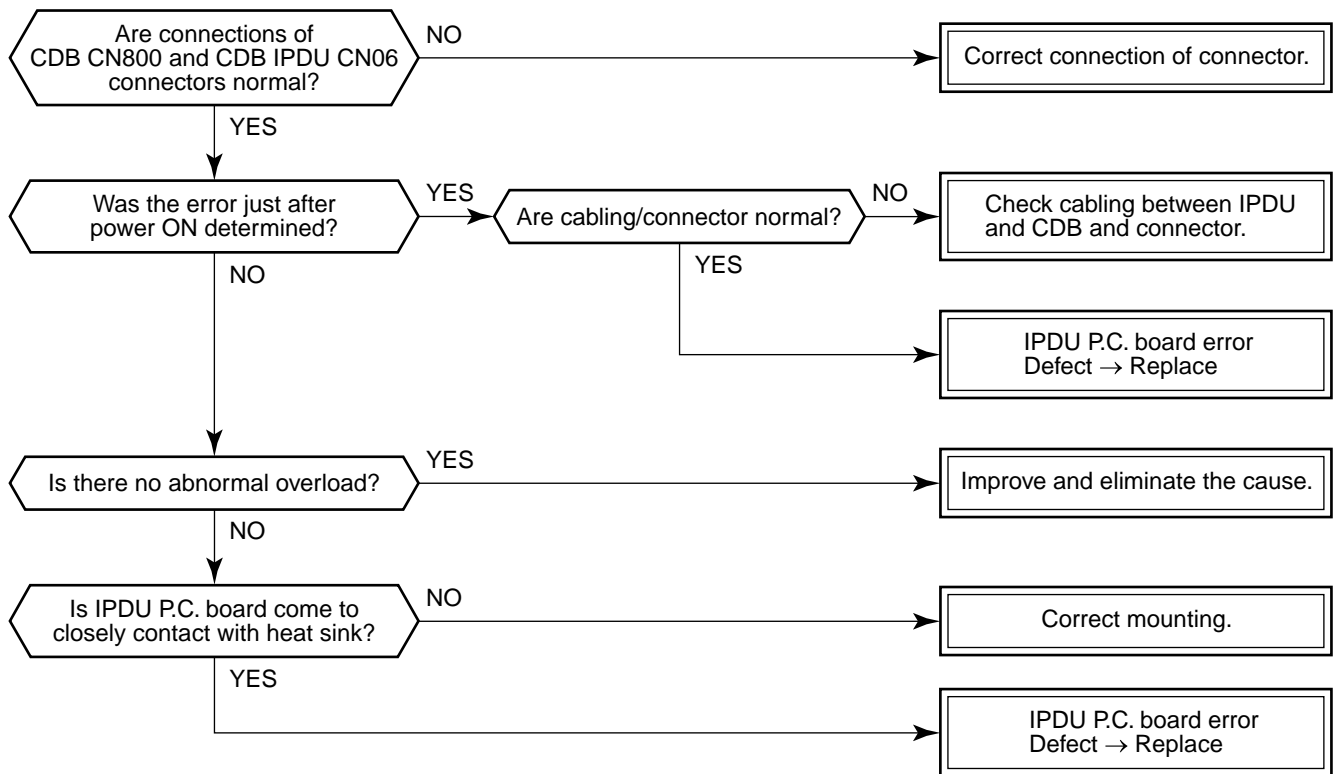 Are connections of
CDB CN800 and CDB IPDU CN06
connectors normal?
NO
Correct connection of connector.
YES
Was the error just after
power ON determined?
YES
Are cabling/connector normal?
NO
Check cabling between IPDU
and CDB and connector.
NO
YES
IPDU P.C. board error
Defect → Replace
Is there no abnormal overload?
YES
Improve and eliminate the cause.
NO
Is IPDU P.C. board come to
closely contact with heat sink?
NO
Correct mounting.
YES
IPDU P.C. board error
Defect → Replace